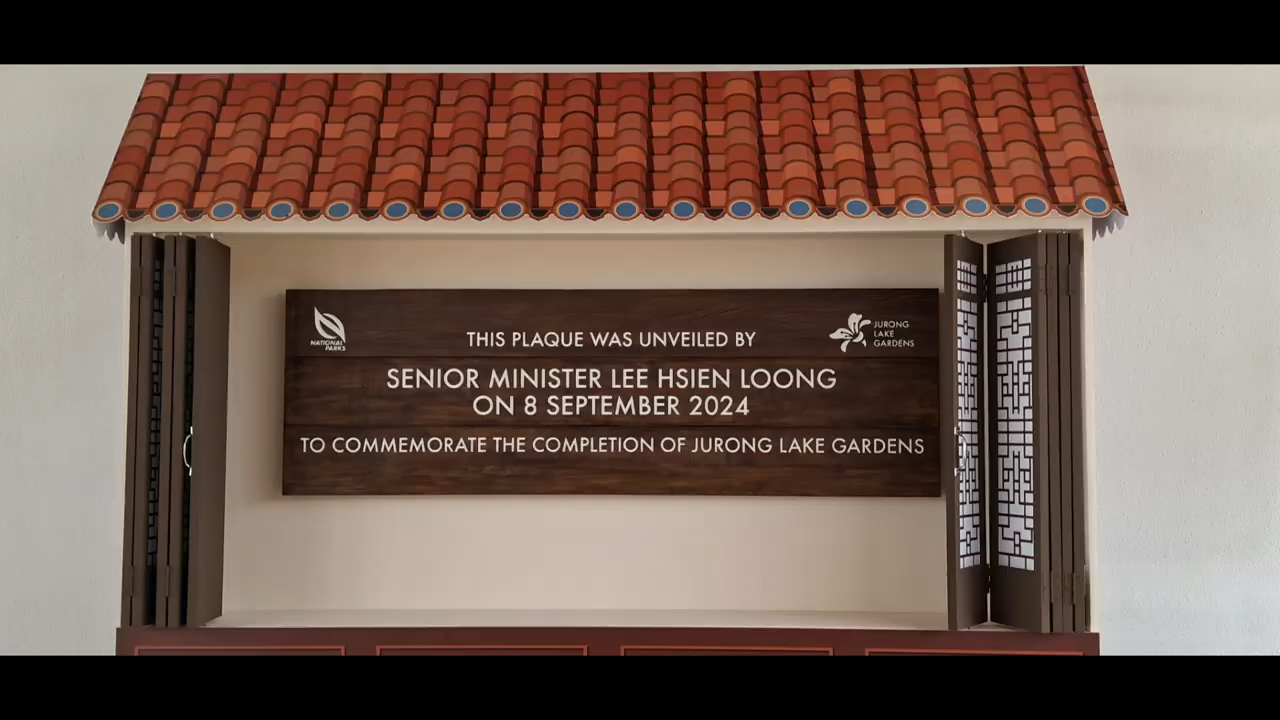 NATIONAL
PARKS
JURONG
LAKE
GARDENS
THIS PLAQUE WAS UNVEILED BY
SENIOR MINISTER LEE HSIEN LOONG
ON 8 SEPTEMBER 2024
TO COMMEMORATE THE COMPLETION OF JURONG LAKE GARDENS